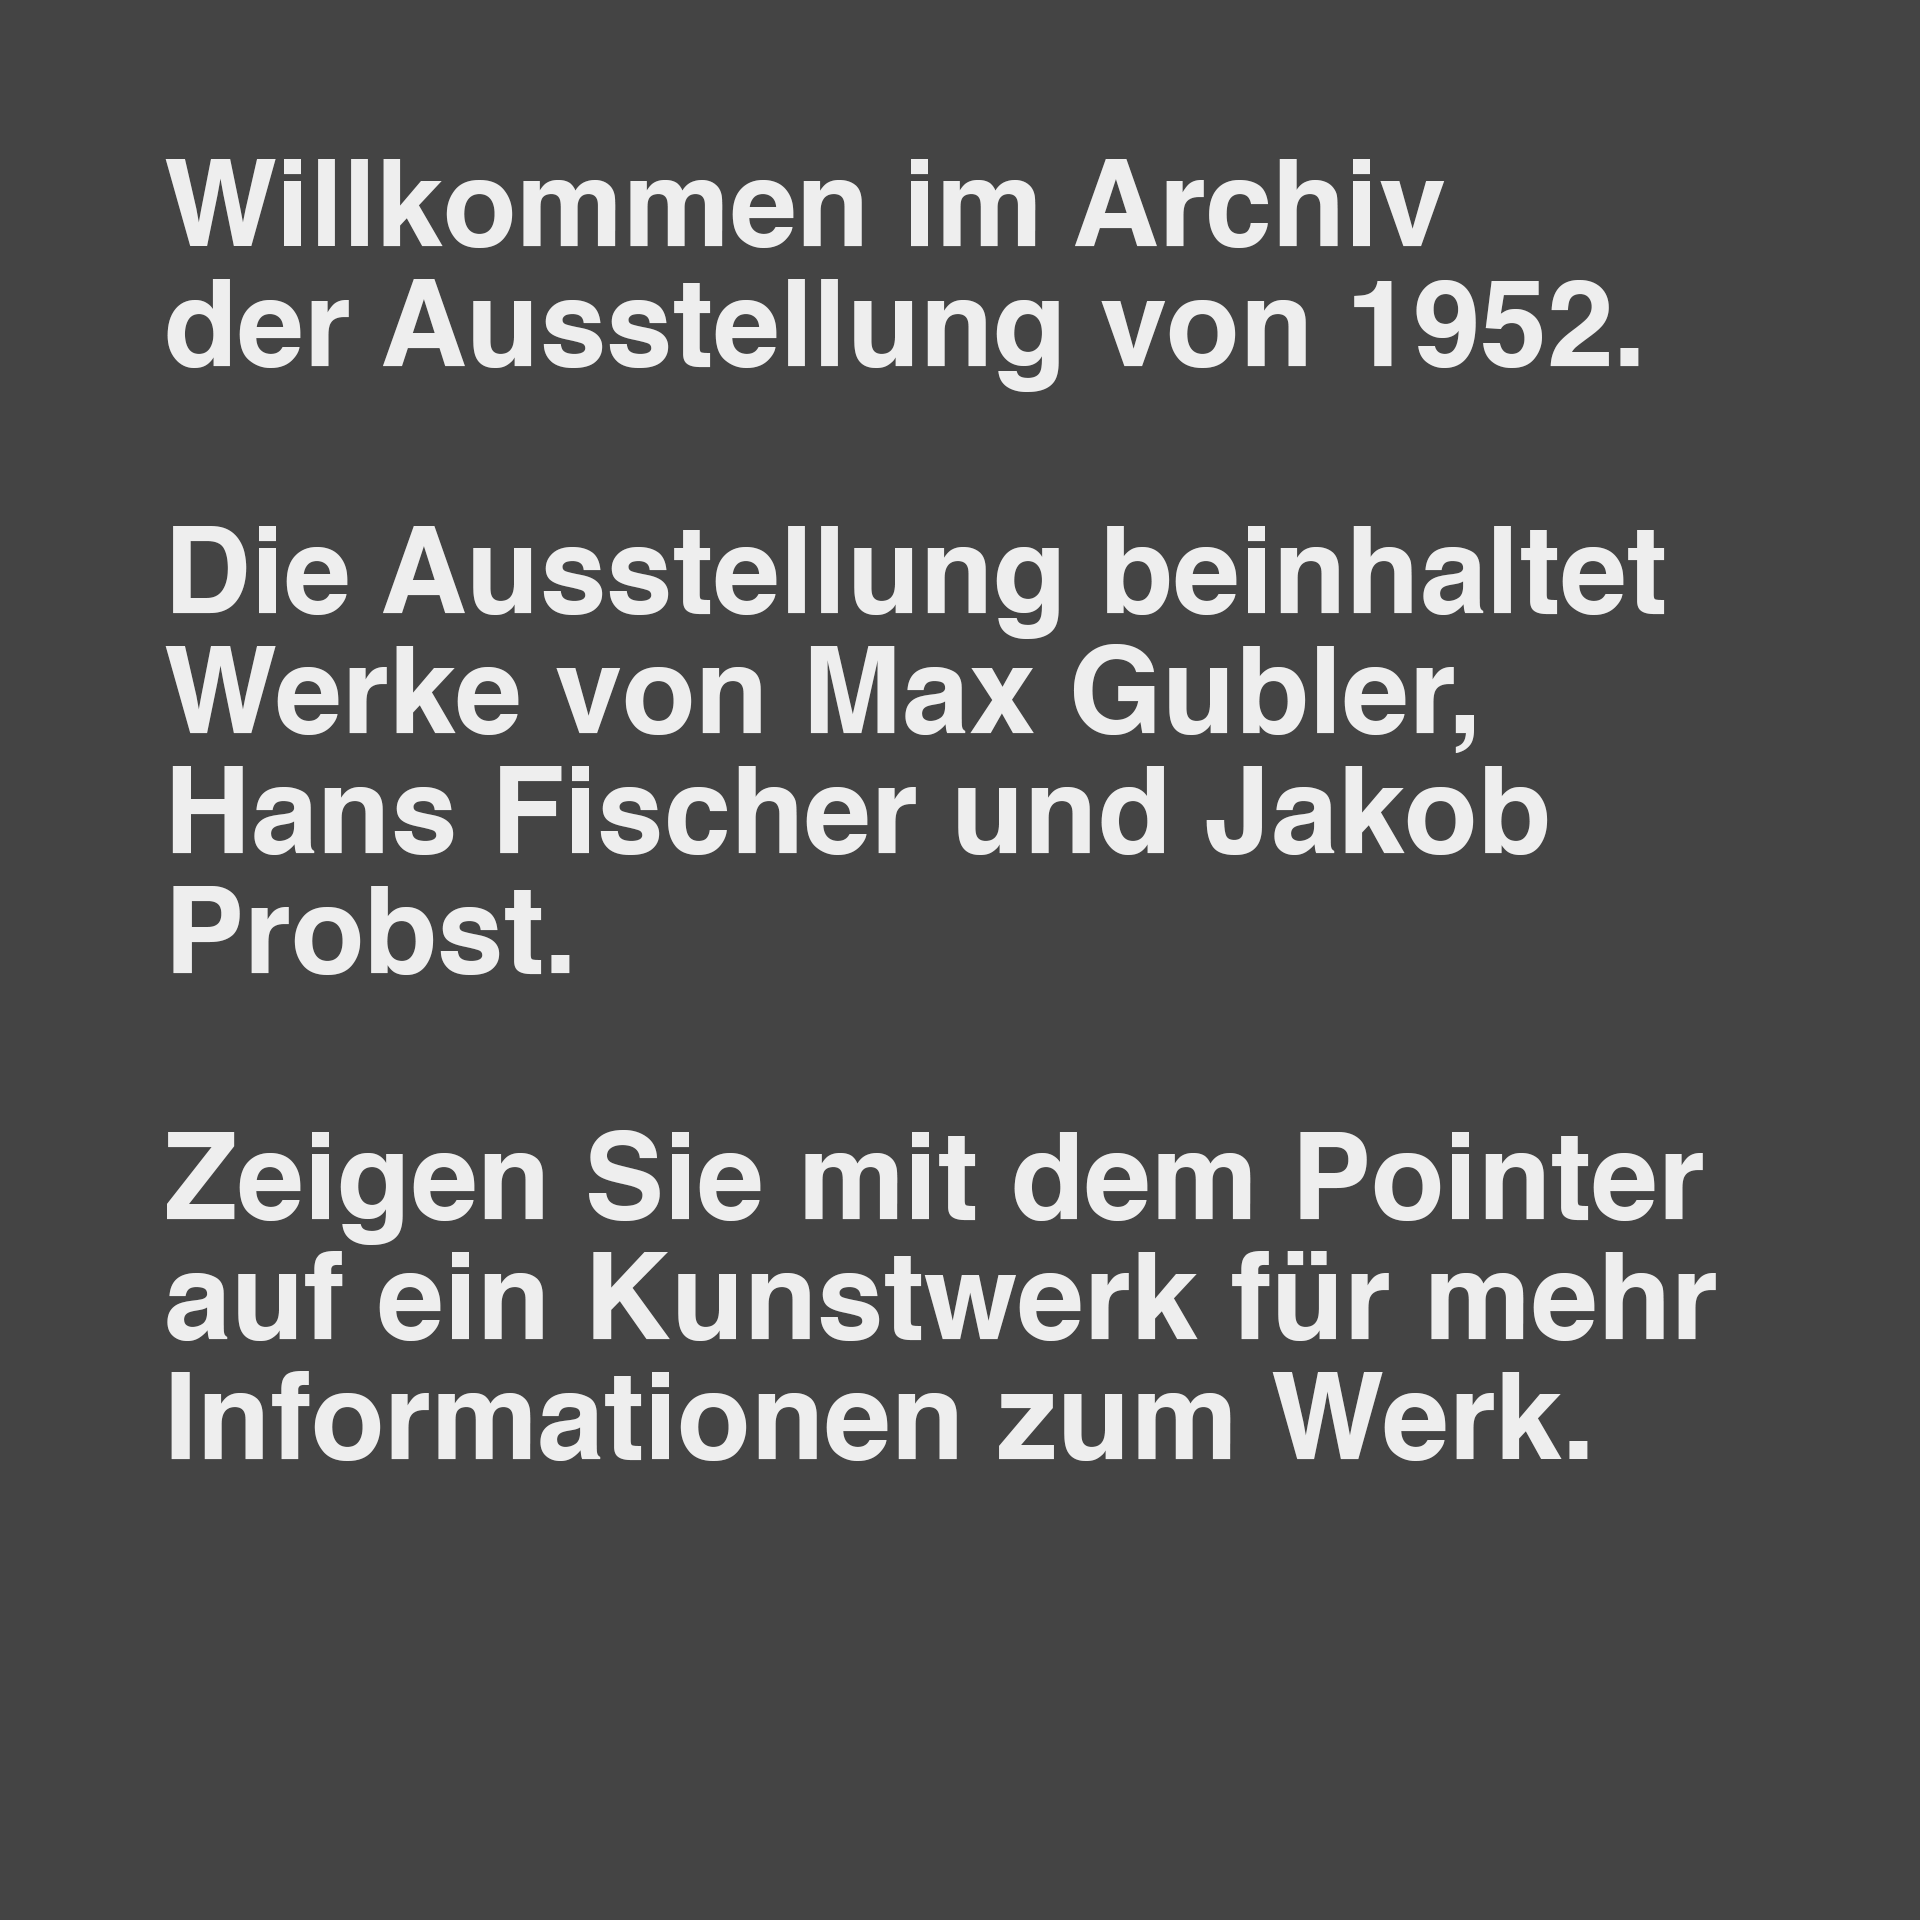 Willkommen im Archiv
der Ausstellung von 1952.
Die Ausstellung beinhaltet
Werke von Max Gubler,
Hans Fischer und Jakob
Probst.
Zeigen Sie mit dem Pointer
auf ein Kunstwerk für mehr
Informationen zum Werk.